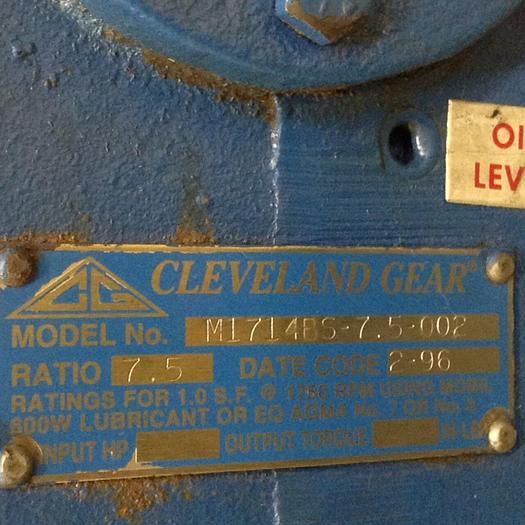 OI
LEV
CG CLEVELAND GEAR®
MODEL No. M1714BS-7.5-002
RATIO 7.5 DATE CODE 2-96
RATINGS FOR 1.0 S.F. @ 1750 RPM USING MOBIL
600W LUBRICANT OR EQ AGMA No. 7 OR No. 8
INPUT HP OUTPUT TORQUE IN-LBS